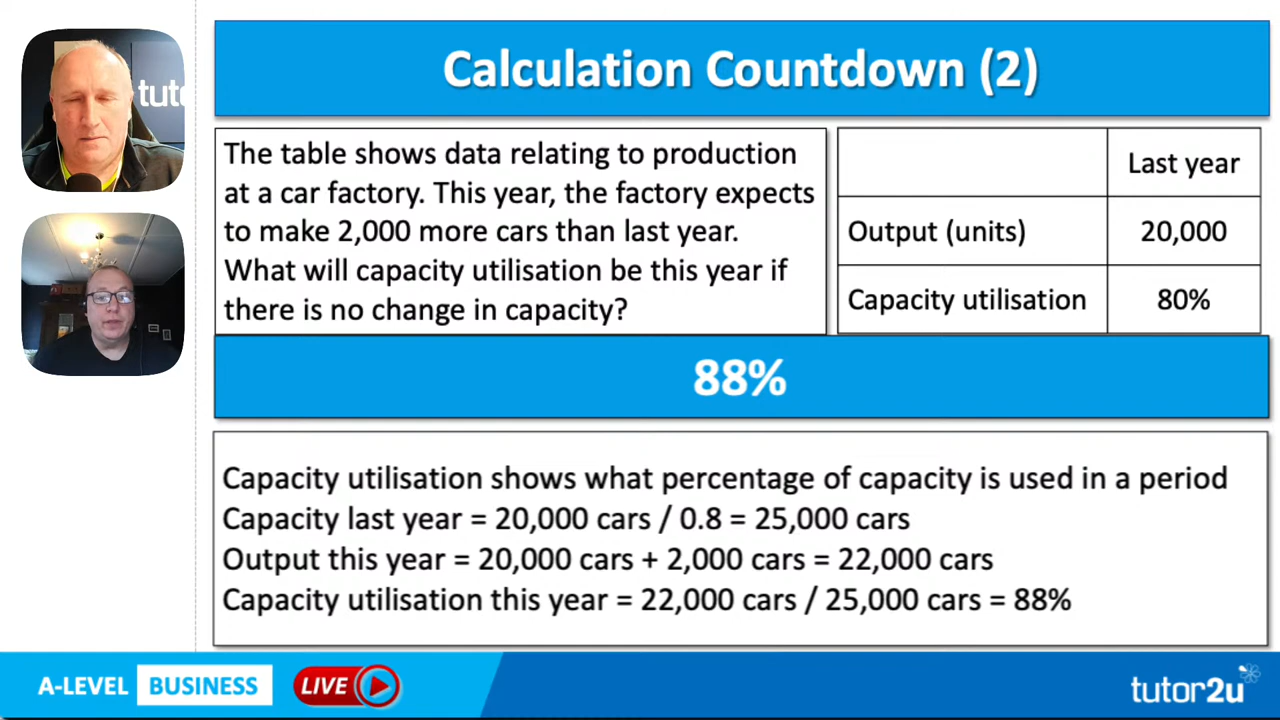 tut
Calculation Countdown (2)
The table shows data relating to production
at a car factory. This year, the factory expects
to make 2,000 more cars than last year.
What will capacity utilisation be this year if
there is no change in capacity?
Last year
Output (units) 20,000
Capacity utilisation 80%
88%
Capacity utilisation shows what percentage of capacity is used in a period
Capacity last year = 20,000 cars / 0.8 = 25,000 cars
Output this year = 20,000 cars + 2,000 cars = 22,000 cars
Capacity utilisation this year = 22,000 cars / 25,000 cars = 88%
A-LEVEL BUSINESS LIVE tutor2u